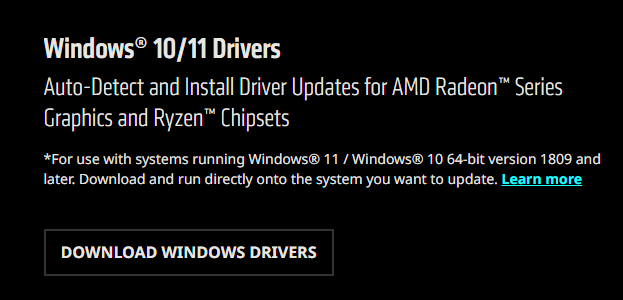 Windows® 10/11 Drivers
Auto-Detect and Install Driver Updates for AMD Radeon™ Series
Graphics and Ryzen™ Chipsets
*For use with systems running Windows® 11 / Windows® 10 64-bit version 1809 and
later. Download and run directly onto the system you want to update. Learn more
DOWNLOAD WINDOWS DRIVERS